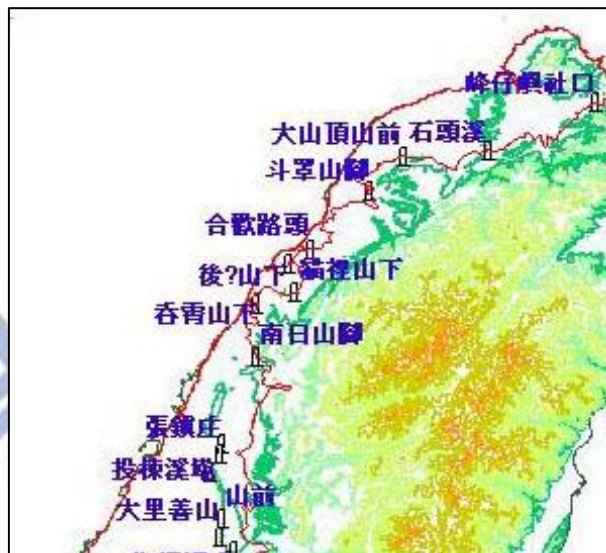 峰仔嶼社口
大山頂山前
石頭溪
斗罩山腳
合歡路頭
後?山下
貓裡山下
吞霄山下
南日山腳
張鎮庄
投揀溪墘
山前
大里善山